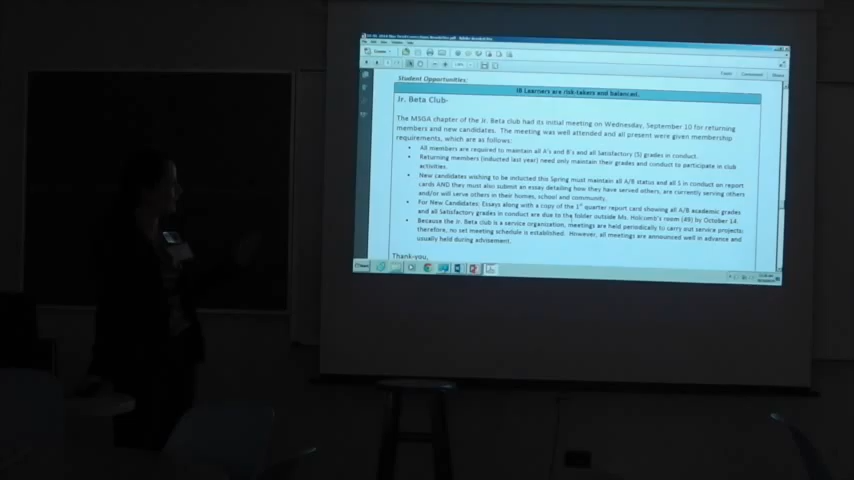 Student Opportunities:
IB Learners are risk-takers and balanced.
Jr. Beta Club-
The MSGA chapter of the Jr. Beta club had its initial meeting on Wednesday, September 10 for returning
members and new candidates. The meeting was well attended and all present were given membership
requirements, which are as follows:
• All members are required to maintain all A's and B's and all Satisfactory (S) grades in conduct.
• Returning members (inducted last year) need only maintain their grades and conduct to participate in club
activities.
• New candidates wishing to be inducted this Spring must maintain all A/B status and all S in conduct on report
cards AND they must also submit an essay detailing how they have served others, are currently serving others
and/or will serve others in their homes, school and community.
• For New Candidates: Essays along with a copy of the 1st quarter report card showing all A/B academic grades
and all Satisfactory grades in conduct are due to the folder outside Ms. Holcomb's room (#9) by October 14.
• Because the Jr. Beta club is a service organization, meetings are held periodically to carry out service projects;
therefore, no set meeting schedule is established. However, all meetings are announced well in advance and
usually held during advisement.
Thank-you,